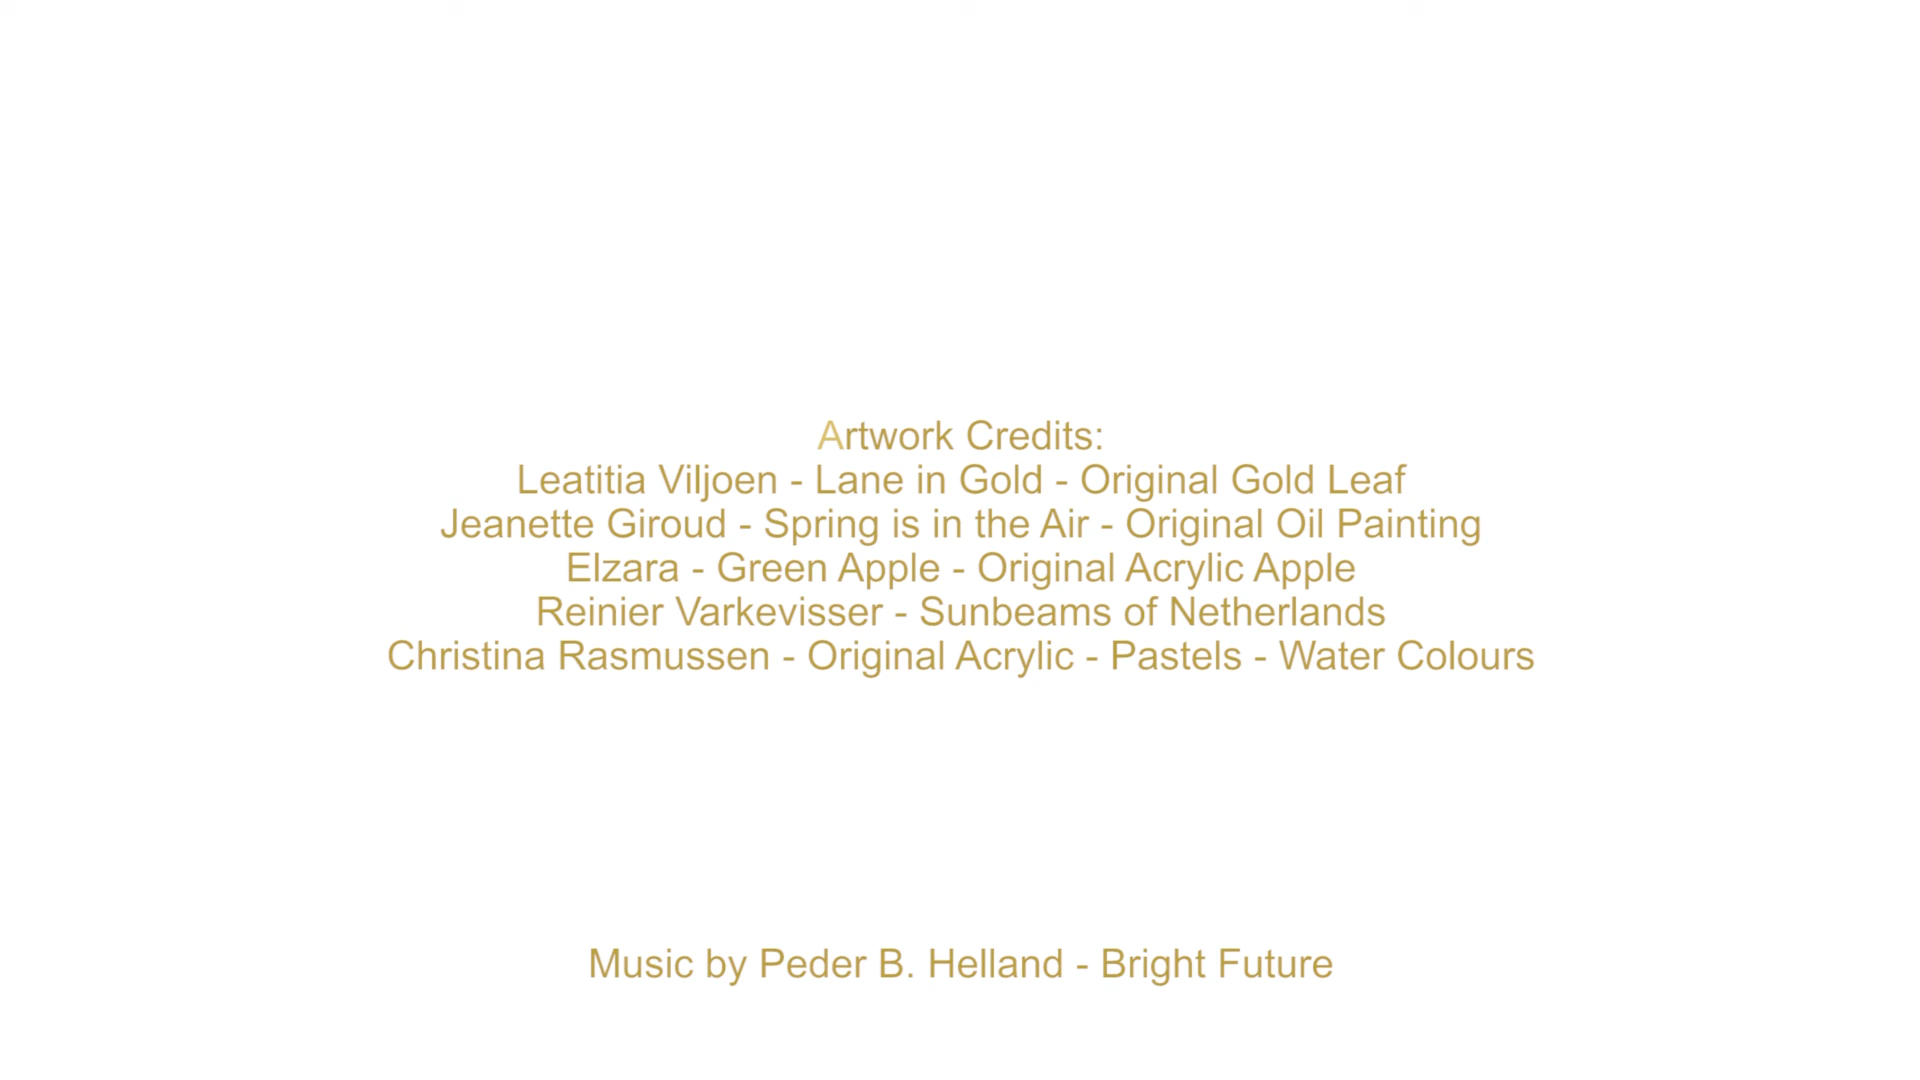 Artwork Credits:
Leatitia Viljoen - Lane in Gold - Original Gold Leaf
Jeanette Giroud - Spring is in the Air - Original Oil Painting
Elzara - Green Apple - Original Acrylic Apple
Reinier Varkevisser - Sunbeams of Netherlands
Christina Rasmussen - Original Acrylic - Pastels - Water Colours
Music by Peder B. Helland - Bright Future